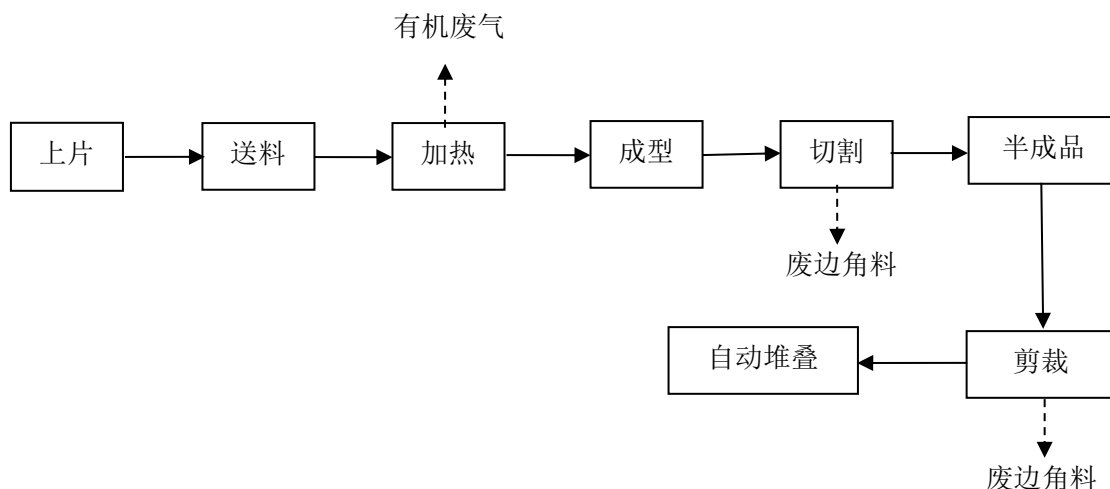 有机废气
上片
送料
加热
成型
切割
半成品
废边角料
自动堆叠
剪裁
废边角料